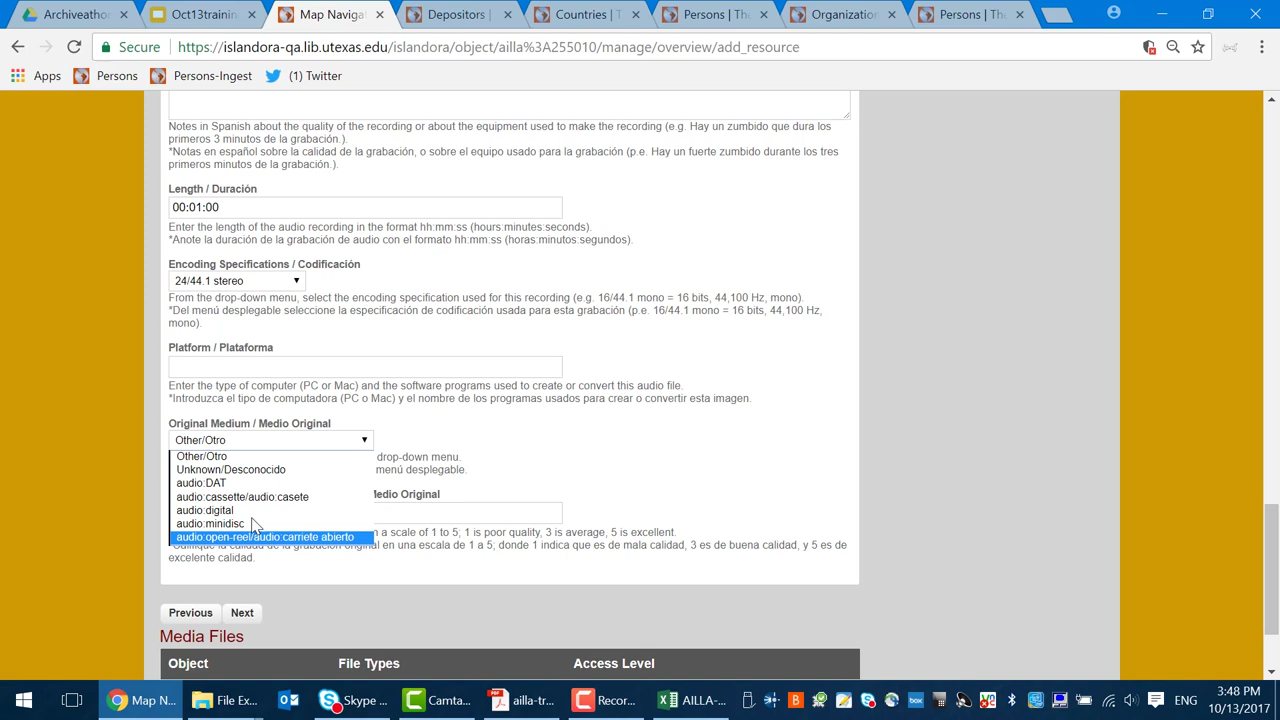 Archiveathon
Oct13training
Map Navigat
Depositors |
Countries | T
Persons | The
Organization
Persons | The
Secure
https://islandora-qa.lib.utexas.edu/islandora/object/ailla%3A255010/manage/overview/add_resource
Apps
Persons
Persons-Ingest
(1) Twitter
Notes in Spanish about the quality of the recording or about the equipment used to make the recording (e.g. Hay un zumbido que dura los
primeros 3 minutos de la grabación.).
*Notas en español sobre la calidad de la grabación, o sobre el equipo usado para la grabación (p.e. Hay un fuerte zumbido durante los tres
primeros minutos de la grabación.).
Length / Duración
00:01:00
Enter the length of the audio recording in the format hh:mm:ss (hours:minutes:seconds).
*Anote la duración de la grabación de audio con el formato hh:mm:ss (horas:minutos:segundos).
Encoding Specifications / Codificación
24/44.1 stereo
From the drop-down menu, select the encoding specification used for this recording (e.g. 16/44.1 mono = 16 bits, 44,100 Hz, mono).
*Del menú desplegable seleccione la especificación de codificación usada para esta grabación (p.e. 16/44.1 mono = 16 bits, 44,100 Hz,
mono).
Platform / Plataforma
Enter the type of computer (PC or Mac) and the software programs used to create or convert this audio file.
*Introduzca el tipo de computadora (PC o Mac) y el nombre de los programas usados para crear o convertir esta imagen.
Original Medium / Medio Original
Other/Otro
Other/Otro drop-down menu.
Unknown/Desconocido menú desplegable.
audio:DAT
audio:cassette/audio:casete Medio Original
audio:digital
audio:minidisc
audio:open-reel/audio:carriete abierto
n a scale of 1 to 5; 1 is poor quality, 3 is average, 5 is excellent.
*Califique la calidad de la grabación original en una escala de 1 a 5; donde 1 indica que es de mala calidad, 3 es de buena calidad, y 5 es de
excelente calidad.
Previous
Next
Media Files
Object
File Types
Access Level
Map N...
File Ex...
Skype ...
Camta...
ailla-tr...
Recor...
AILLA-...
box
ENG
3:48 PM
10/13/2017